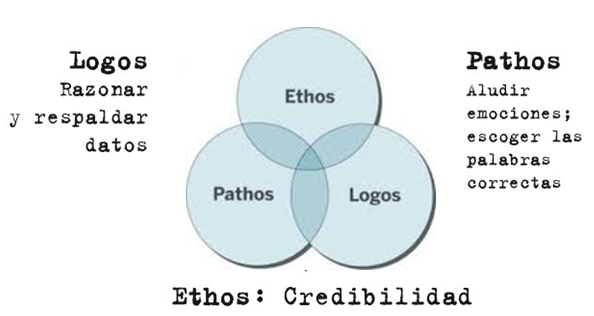 Logos
Razonar
y respaldar
datos
Ethos
Pathos
Logos
Pathos
Aludir
emociones;
escoger las
palabras
correctas
Ethos: Credibilidad